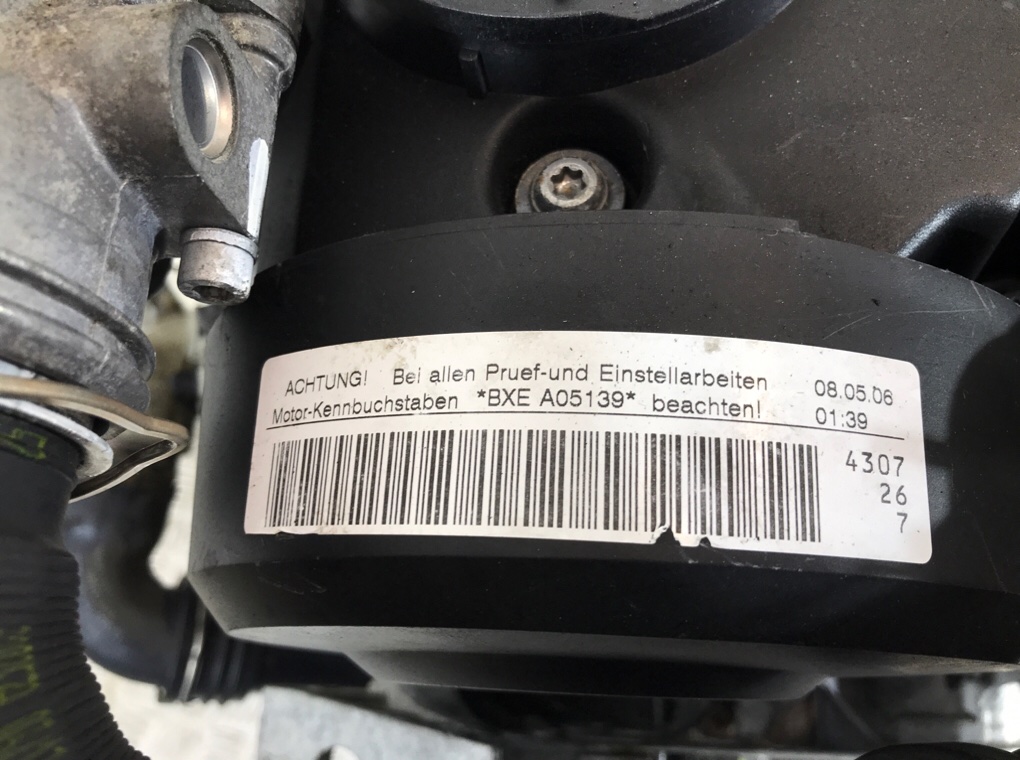 ACHTUNG! Bei allen Pruef-und Einstellarbeiten 08.05.06
Motor-Kennbuchstaben *BXE A05139* beachten! 01:39
4307
26
7